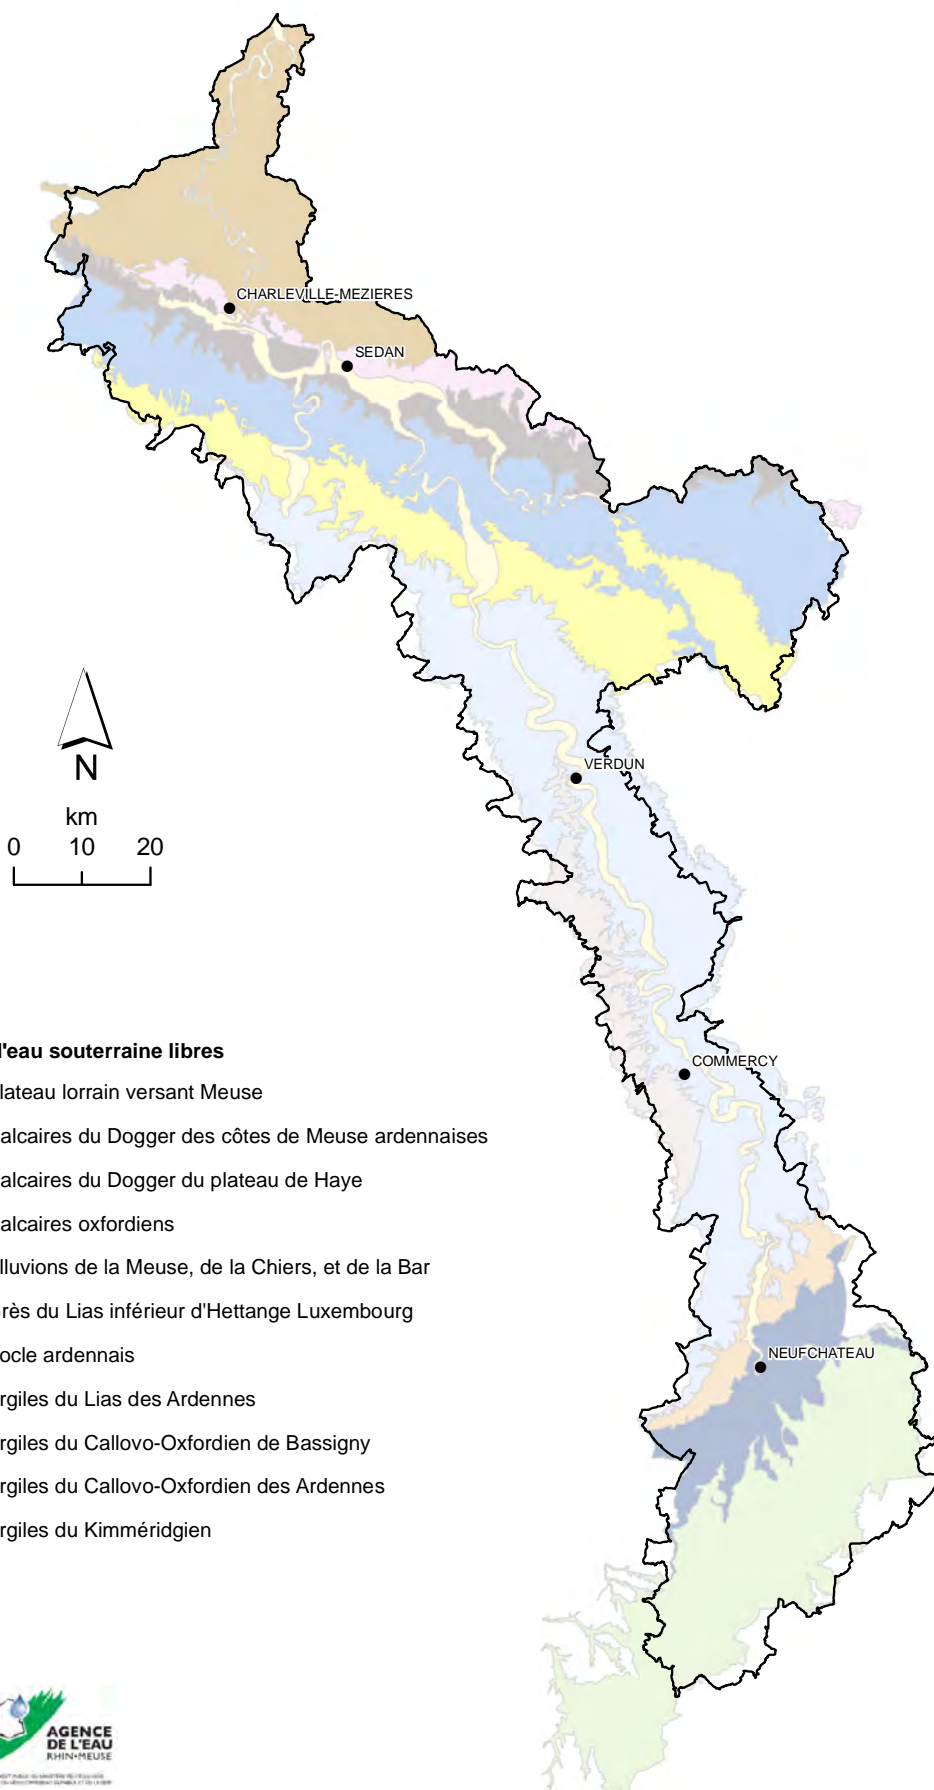 CHARLEVILLE-MEZIERES
SEDAN
VERDUN
N
km
0 10 20
l'eau souterraine libres
COMMERCY
lateau lorrain versant Meuse
alcaires du Dogger des côtes de Meuse ardennaises
alcaires du Dogger du plateau de Haye
alcaires oxfordiens
lluvions de la Meuse, de la Chiers, et de la Bar
rès du Lias inférieur d'Hettange Luxembourg
ocle ardennais
NEUFCHATEAU
rgiles du Lias des Ardennes
rgiles du Callovo-Oxfordien de Bassigny
rgiles du Callovo-Oxfordien des Ardennes
rgiles du Kimméridgien
AGENCE
DE L'EAU
RHIN•MEUSE